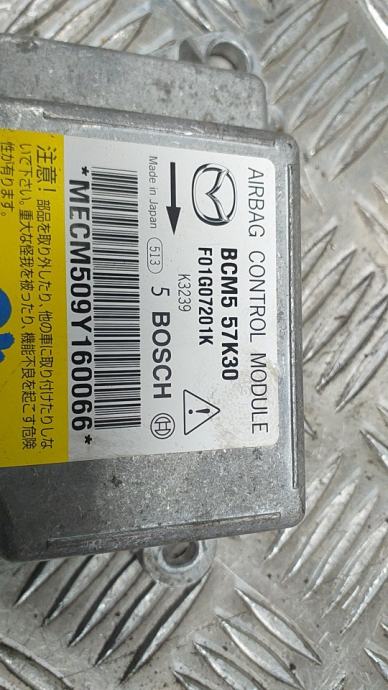 AIRBAG CONTROL MODULE
BCM5 57K30
F01G07201K
K3239
Made in Japan 513 5 BOSCH
*MECM509Y160066*
注意! 部品を取り外したり、他の車に取り付けたりしな
いで下さい。重大な怪我を被ったり、機能不良を起こす危険
性が有ります。